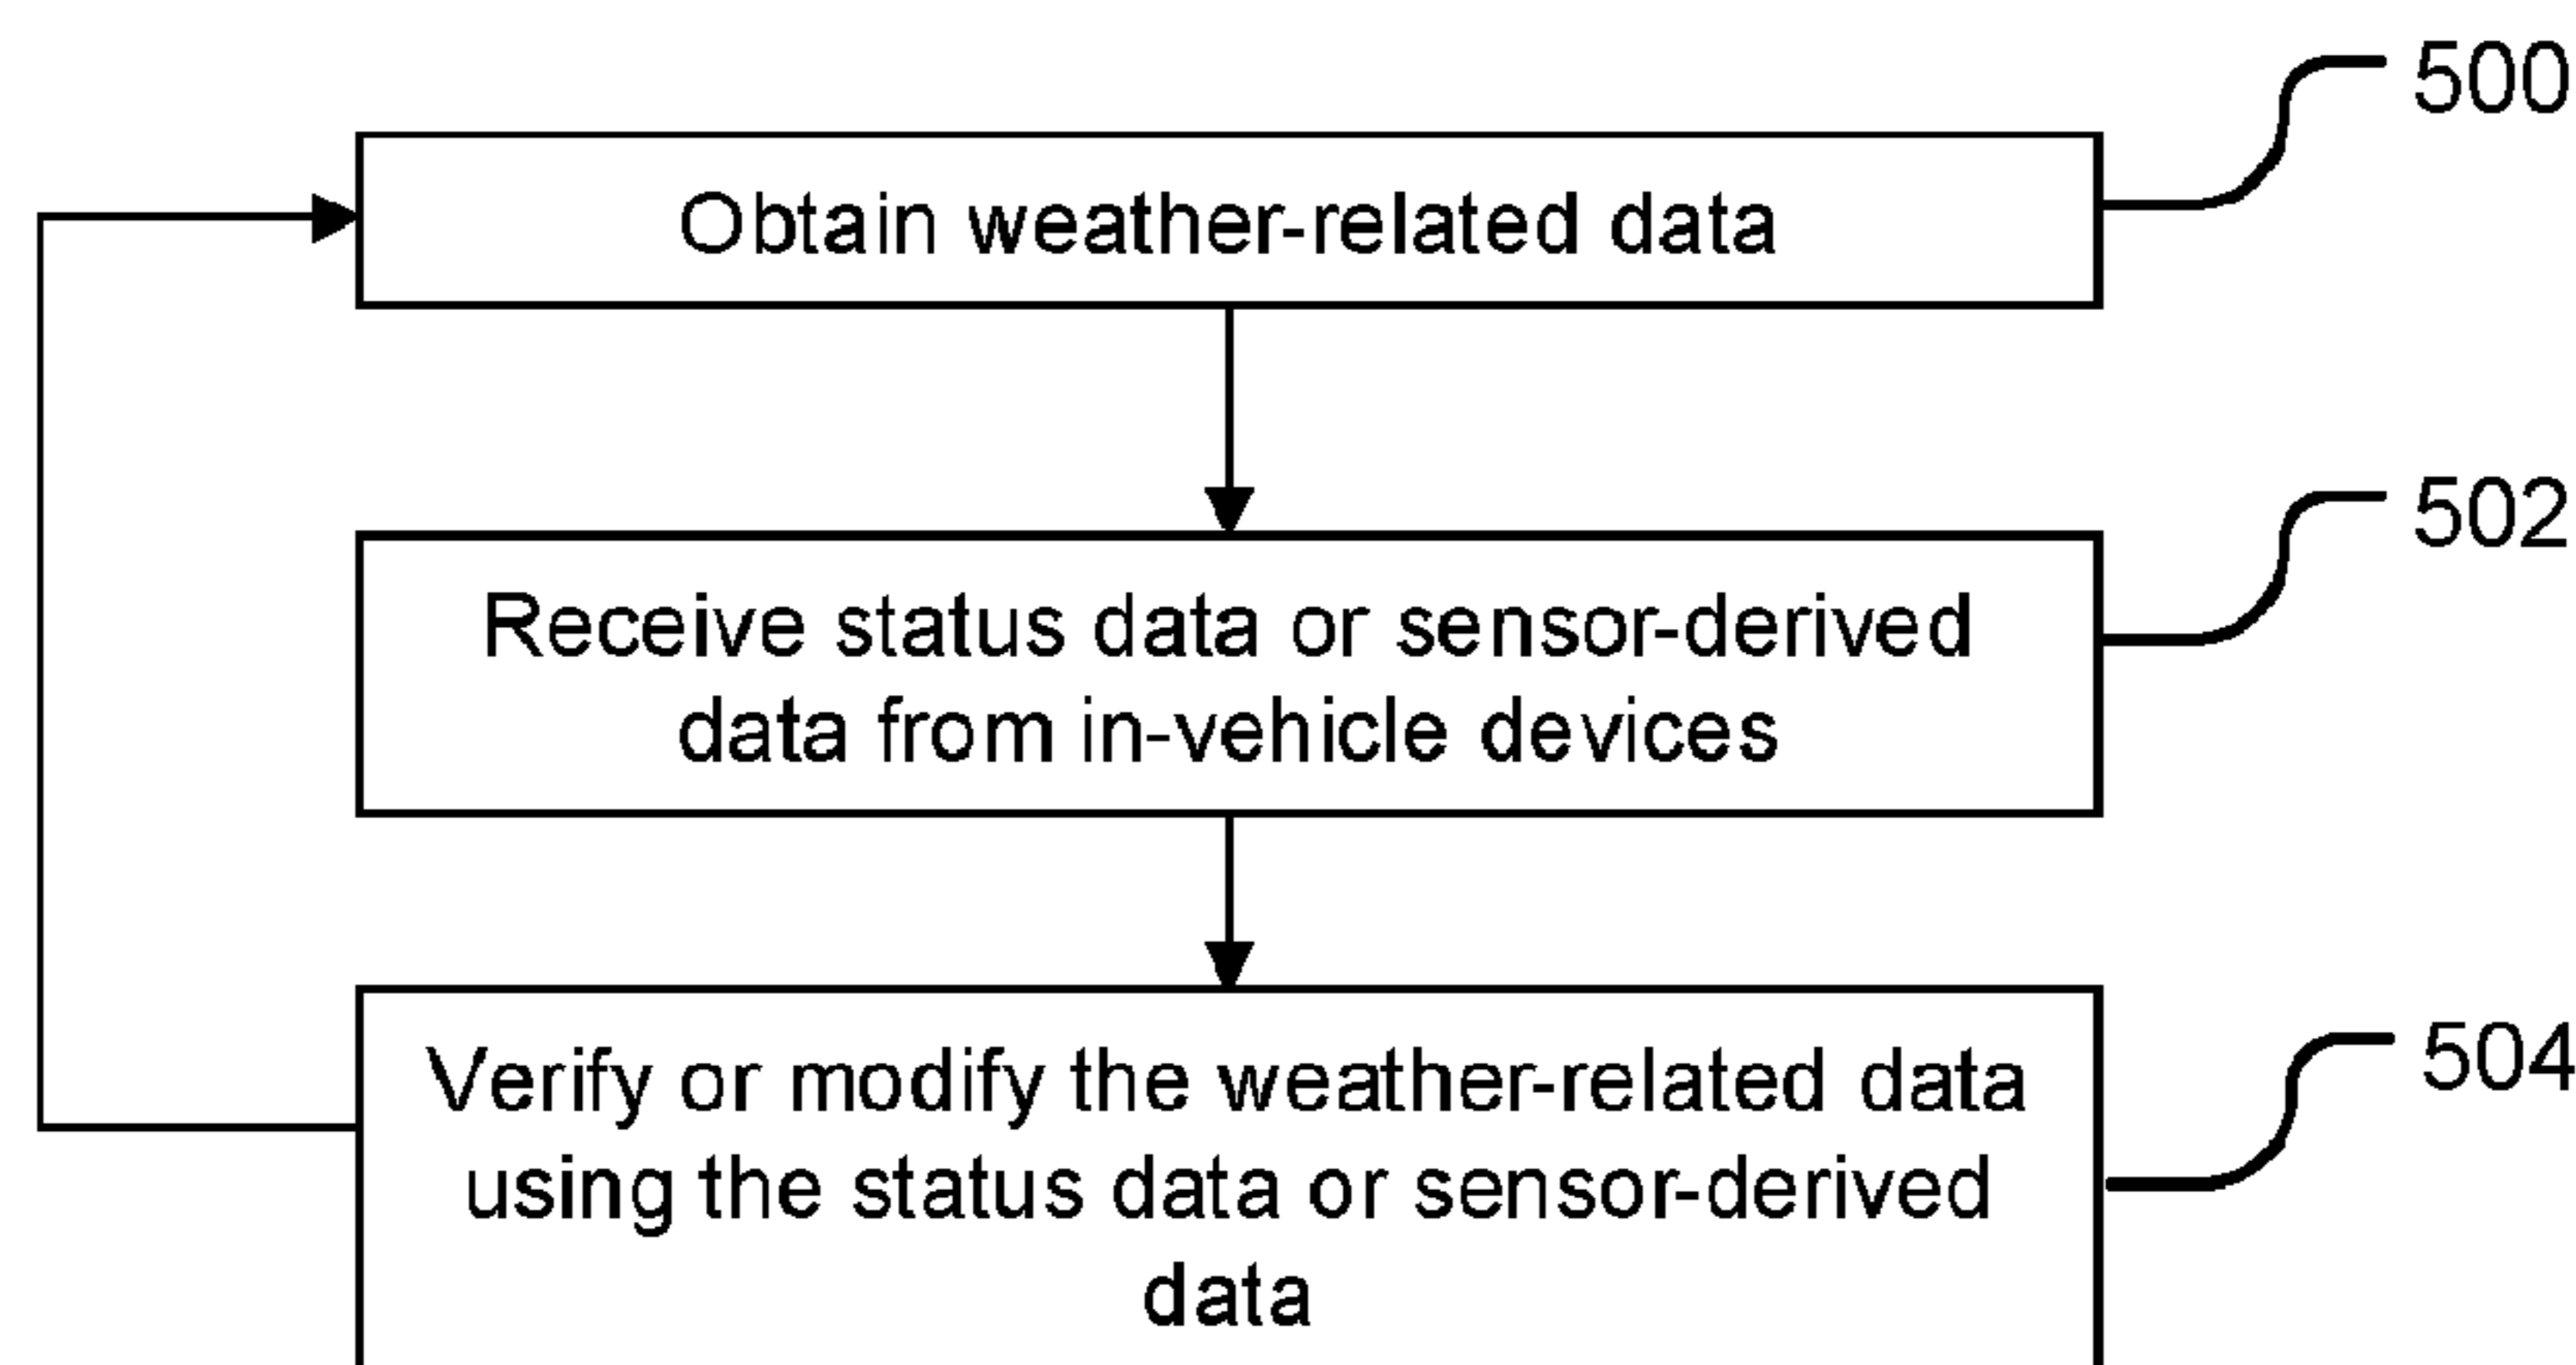 500
Obtain weather-related data
502
Receive status data or sensor-derived
data from in-vehicle devices
504
Verify or modify the weather-related data
using the status data or sensor-derived
data